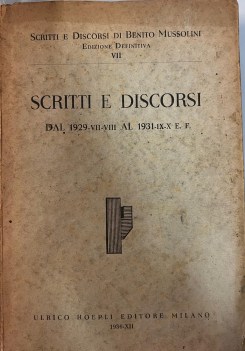 SCRITTI E DISCORSI DI BENITO MUSSOLINI
EDIZIONE DEFINITIVA
VII
SCRITTI E DISCORSI
DAL 1929-VII-VIII AL 1931-IX-X E. F.
ULRICO HOEPLI EDITORE, MILANO